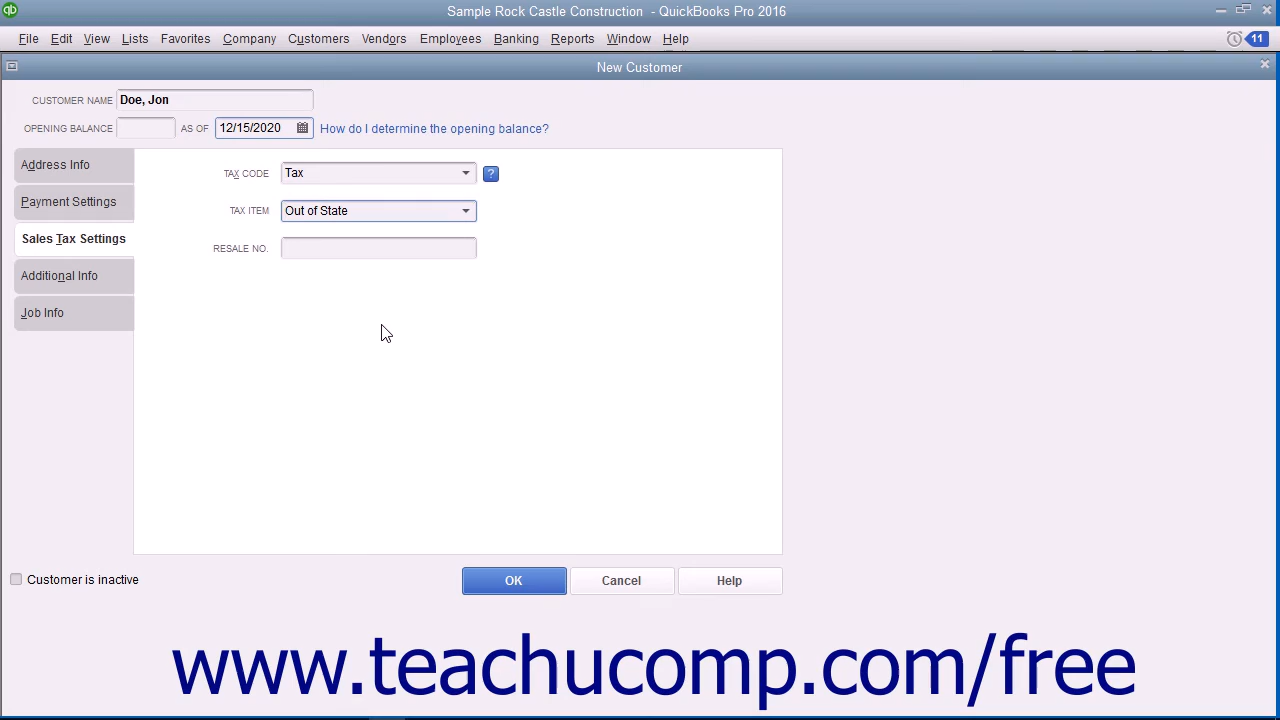 qb
Sample Rock Castle Construction - QuickBooks Pro 2016
File Edit View Lists Favorites Company Customers Vendors Employees Banking Reports Window Help 11
New Customer
CUSTOMER NAME Doe, Jon
OPENING BALANCE AS OF 12/15/2020 How do I determine the opening balance?
Address Info
Payment Settings
Sales Tax Settings
Additional Info
Job Info
TAX CODE Tax ?
TAX ITEM Out of State
RESALE NO.
Customer is inactive
OK Cancel Help
www.teachucomp.com/free